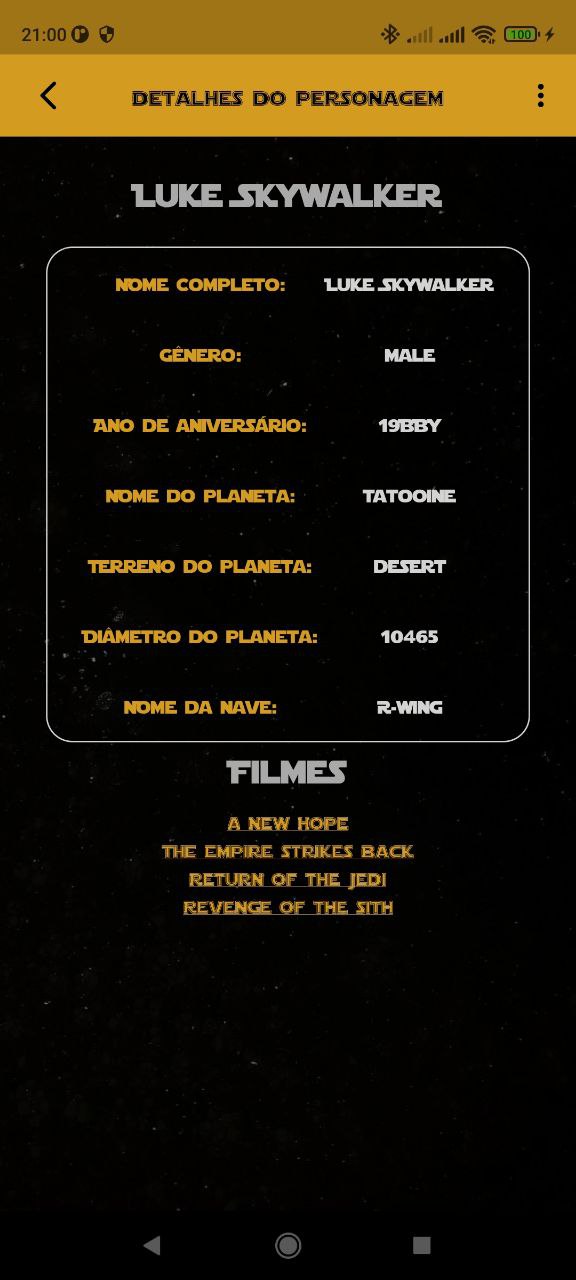 21:00
100
DETALHES DO PERSONAGEM
LUKE SKYWALKER
NOME COMPLETO: LUKE SKYWALKER
GÊNERO: MALE
ANO DE ANIVERSÁRIO: 19BBY
NOME DO PLANETA: TATOOINE
TERRENO DO PLANETA: DESERT
DIÂMETRO DO PLANETA: 10465
NOME DA NAVE: R-WING
FILMES
A NEW HOPE
THE EMPIRE STRIKES BACK
RETURN OF THE JEDI
REVENGE OF THE SITH